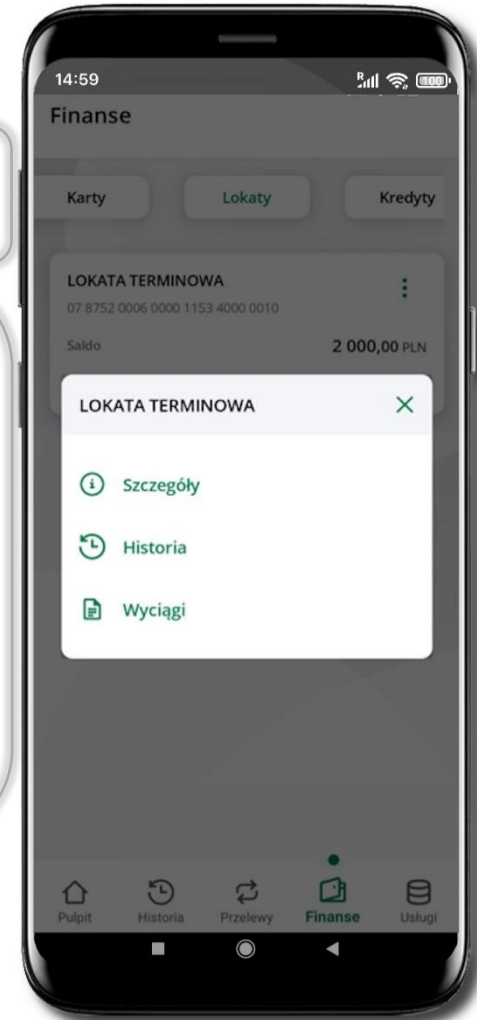 14:59
R
100
Finanse
Karty Lokaty Kredyty
LOKATA TERMINOWA
07 8752 0006 0000 1153 4000 0010
Saldo 2 000,00 PLN
LOKATA TERMINOWA
Szczegóły
Historia
Wyciągi
Pulpit Historia Przelewy Finanse Usługi